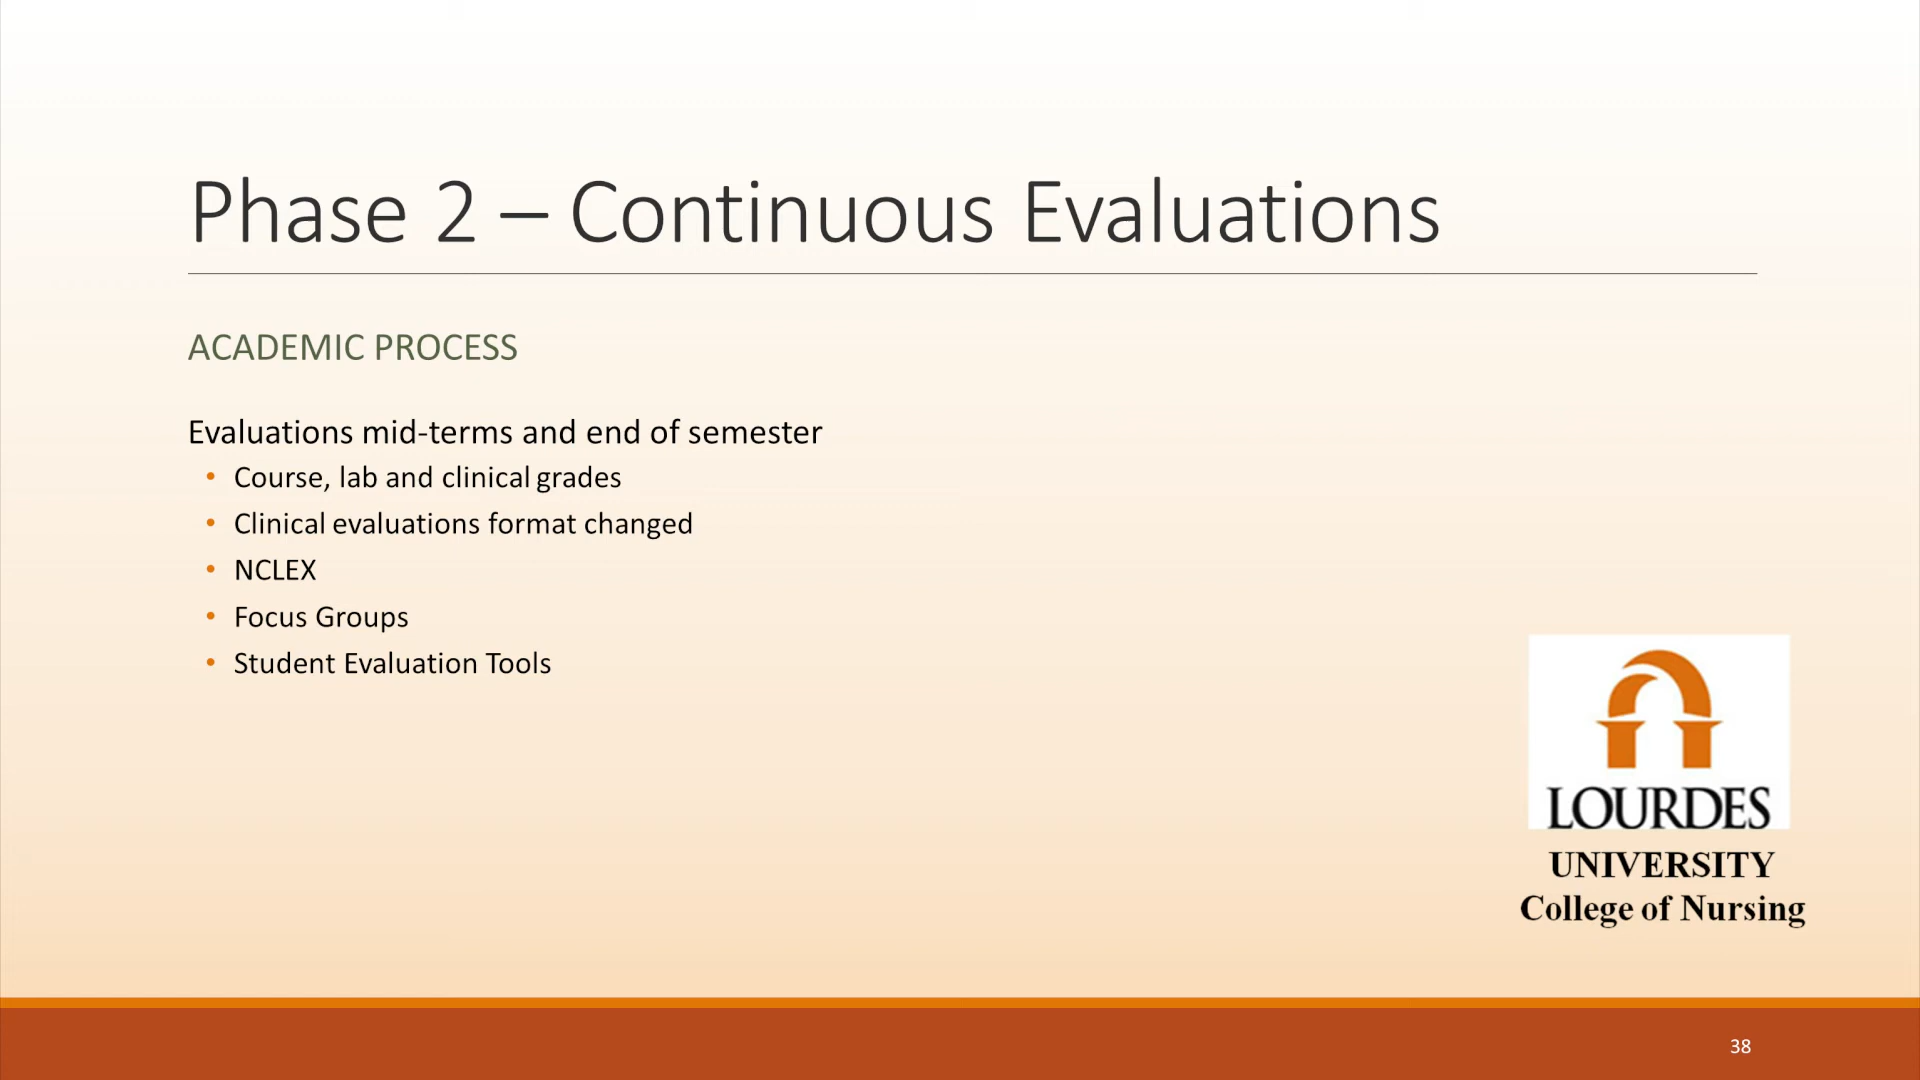 Phase 2 – Continuous Evaluations
ACADEMIC PROCESS
Evaluations mid-terms and end of semester
• Course, lab and clinical grades
• Clinical evaluations format changed
• NCLEX
• Focus Groups
• Student Evaluation Tools
LOURDES
UNIVERSITY
College of Nursing
38